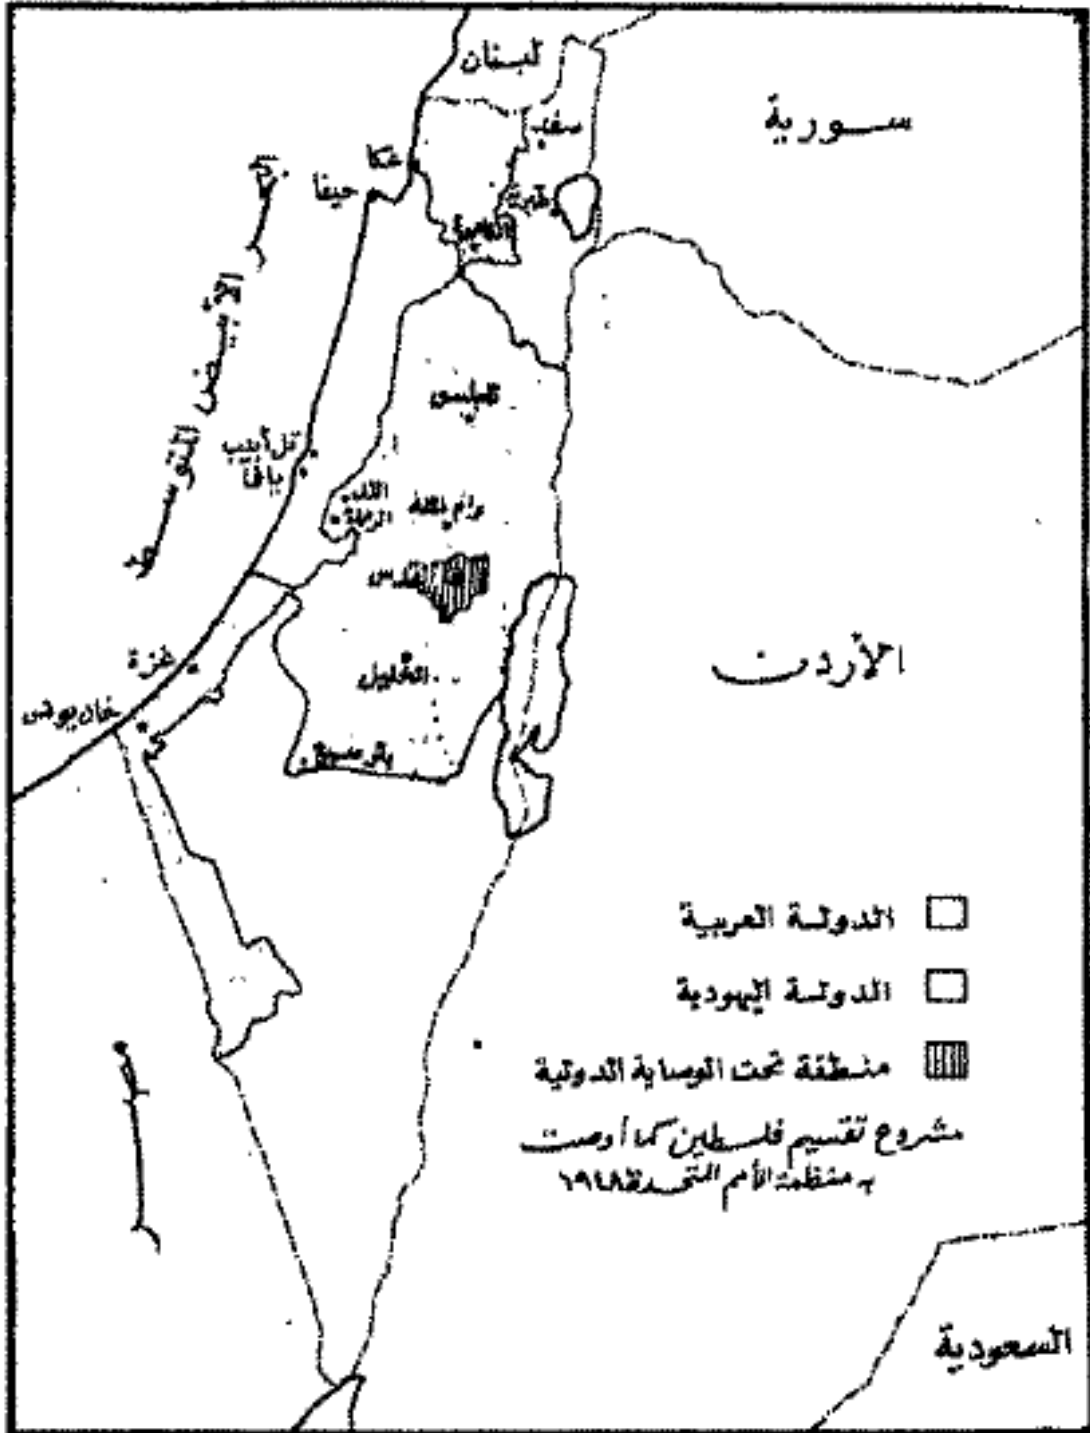 لبنان
سورية
صفد
عكا
حيفا
طبرية
الناصرة
البحر
الأبيض المتوسط
نابلس
تل أبيب
يافا
اللد
الرملة
رام الله
القدس
غزة
الخليل
الأردن
خان يونس
بئر سبع
الدولة العربية
الدولة اليهودية
منطقة تحت الوصاية الدولية
مشروع تقسيم فلسطين كما أوصت
به منظمة الأمم المتحدة ١٩٤٨
مصر
السعودية